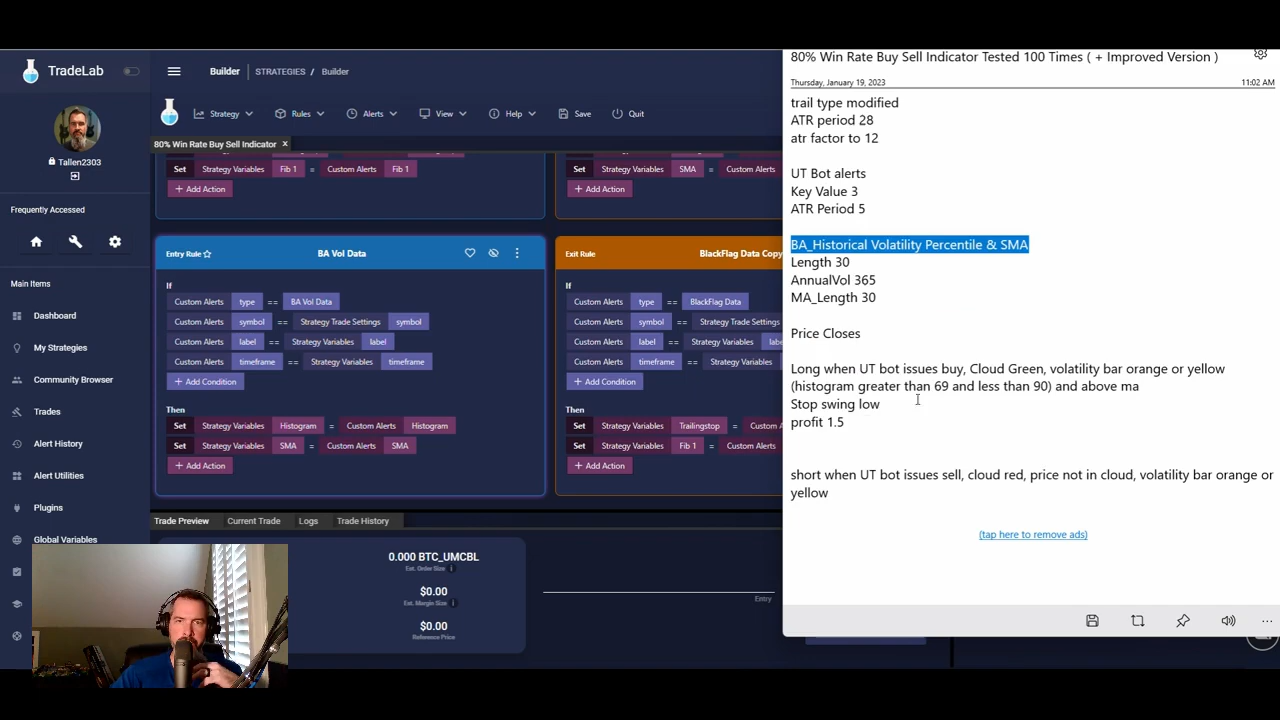 TradeLab
Tallen2303
Frequently Accessed
Main Items
Dashboard
My Strategies
Community Browser
Trades
Alert History
Alert Utilities
Plugins
Global Variables
Builder STRATEGIES / Builder
Strategy Rules Alerts View Help Save Quit
80% Win Rate Buy Sell Indicator ×
Set Strategy Variables Fib 1 = Custom Alerts Fib 1
+ Add Action
Set Strategy Variables SMA = Custom Alerts
+ Add Action
Entry Rule BA Vol Data
If
Custom Alerts type == BA Vol Data
Custom Alerts symbol == Strategy Trade Settings symbol
Custom Alerts label == Strategy Variables label
Custom Alerts timeframe == Strategy Variables timeframe
+ Add Condition
Then
Set Strategy Variables Histogram = Custom Alerts Histogram
Set Strategy Variables SMA = Custom Alerts SMA
+ Add Action
Exit Rule BlackFlag Data Copy
If
Custom Alerts type == BlackFlag Data
Custom Alerts symbol == Strategy Trade Settings
Custom Alerts label == Strategy Variables
Custom Alerts timeframe == Strategy Variables
+ Add Condition
Then
Set Strategy Variables Trailingstop = Custom A
Set Strategy Variables Fib 1 = Custom Alerts
+ Add Action
Trade Preview Current Trade Logs Trade History
0.000 BTC_UMCBL
Est. Order Size
$0.00
Est. Margin Size
$0.00
Reference Price
Entry
80% Win Rate Buy Sell Indicator Tested 100 Times ( + Improved Version )
Thursday, January 19, 2023 11:02 AM
trail type modified
ATR period 28
atr factor to 12
UT Bot alerts
Key Value 3
ATR Period 5
BA_Historical Volatility Percentile & SMA
Length 30
AnnualVol 365
MA_Length 30
Price Closes
Long when UT bot issues buy, Cloud Green, volatility bar orange or yellow
(histogram greater than 69 and less than 90) and above ma
Stop swing low
profit 1.5
short when UT bot issues sell, cloud red, price not in cloud, volatility bar orange or
yellow
(tap here to remove ads)